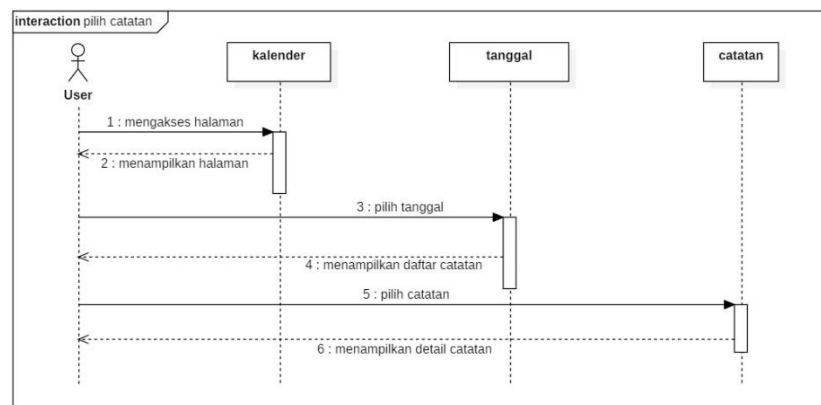 interaction pilih catatan
kalender
tanggal
catatan
User
1 : mengakses halaman
2 : menampilkan halaman
3 : pilih tanggal
4 : menampilkan daftar catatan
5 : pilih catatan
6 : menampilkan detail catatan